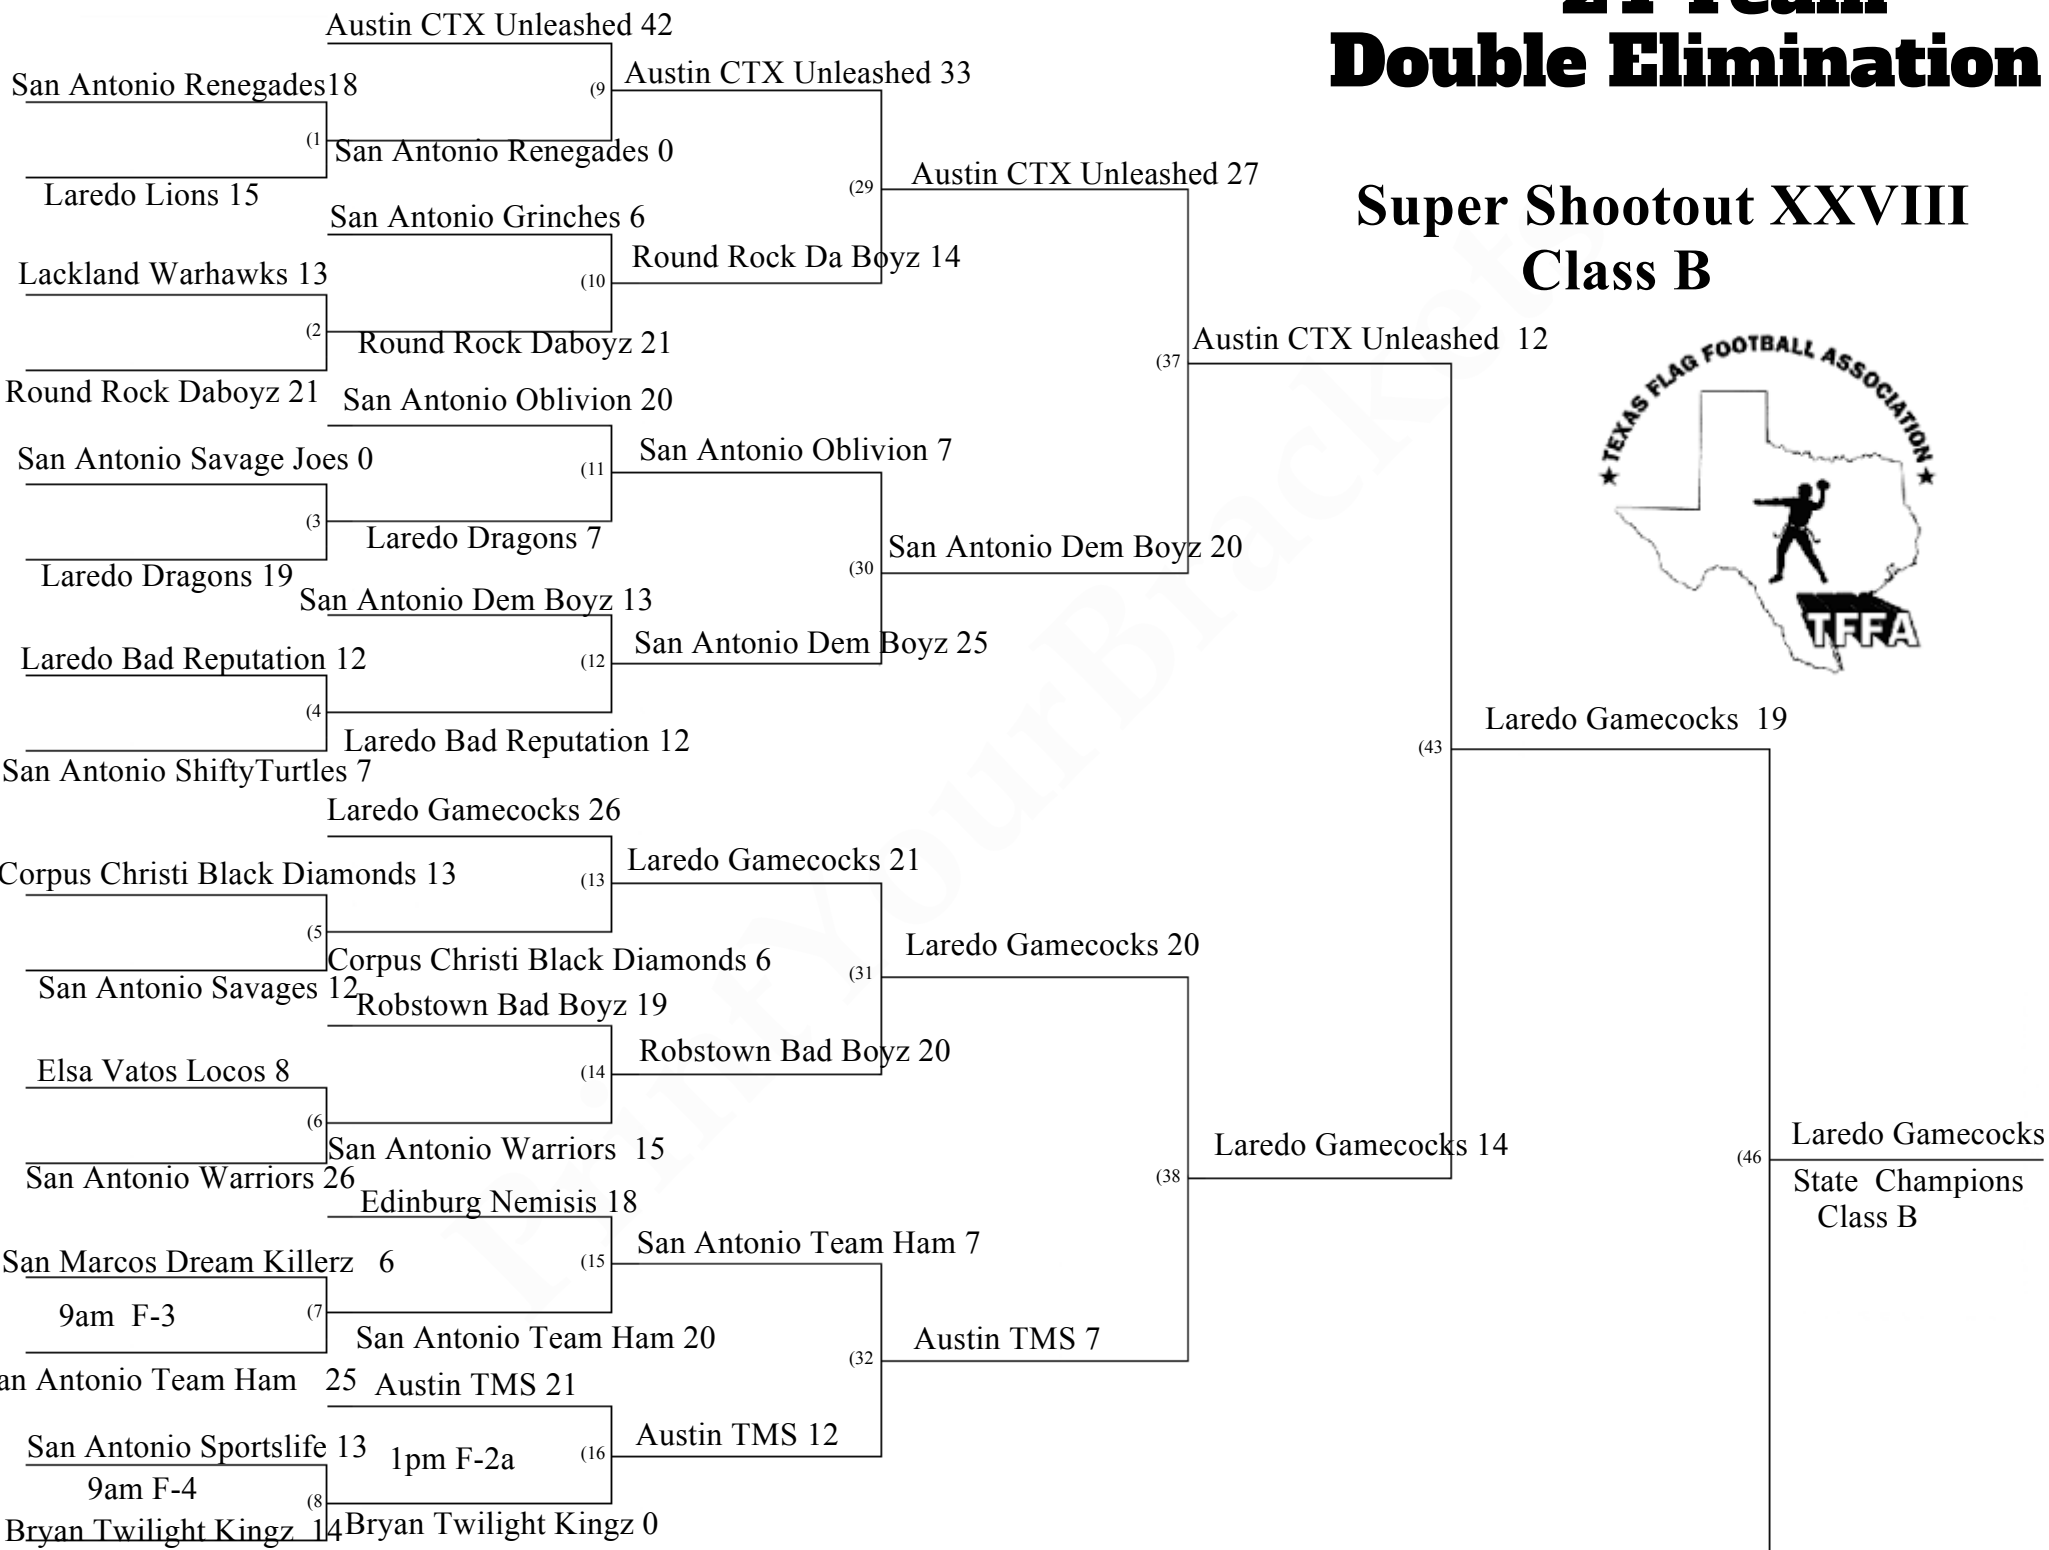 Team
Double Elimination
Super Shootout XXVIII
Class B
TEXAS FLAG FOOTBALL ASSOCIATION
TFFA
Austin CTX Unleashed 42
San Antonio Renegades18
(1
Laredo Lions 15
(9
San Antonio Renegades 0
Austin CTX Unleashed 33
San Antonio Grinches 6
Lackland Warhawks 13
(2
Round Rock Daboyz 21
(10
Round Rock Daboyz 21
Round Rock Da Boyz 14
(29
Austin CTX Unleashed 27
San Antonio Oblivion 20
San Antonio Savage Joes 0
(3
Laredo Dragons 19
(11
Laredo Dragons 7
San Antonio Oblivion 7
San Antonio Dem Boyz 13
Laredo Bad Reputation 12
(4
San Antonio ShiftyTurtles 7
(12
Laredo Bad Reputation 12
San Antonio Dem Boyz 25
(30
San Antonio Dem Boyz 20
(37
Austin CTX Unleashed 12
Laredo Gamecocks 26
Corpus Christi Black Diamonds 13
(5
San Antonio Savages 12
(13
Corpus Christi Black Diamonds 6
Laredo Gamecocks 21
Robstown Bad Boyz 19
Elsa Vatos Locos 8
(6
San Antonio Warriors 26
(14
San Antonio Warriors 15
Robstown Bad Boyz 20
(31
Laredo Gamecocks 20
Edinburg Nemisis 18
San Marcos Dream Killerz 6
9am F-3
(7
an Antonio Team Ham 25
(15
San Antonio Team Ham 20
San Antonio Team Ham 7
Austin TMS 21
San Antonio Sportslife 13
9am F-4
(8
Bryan Twilight Kingz 14
1pm F-2a
(16
Bryan Twilight Kingz 0
Austin TMS 12
(32
Austin TMS 7
(38
Laredo Gamecocks 14
(43
Laredo Gamecocks 19
(46
Laredo Gamecocks
State Champions
Class B
PrintYourBrackets